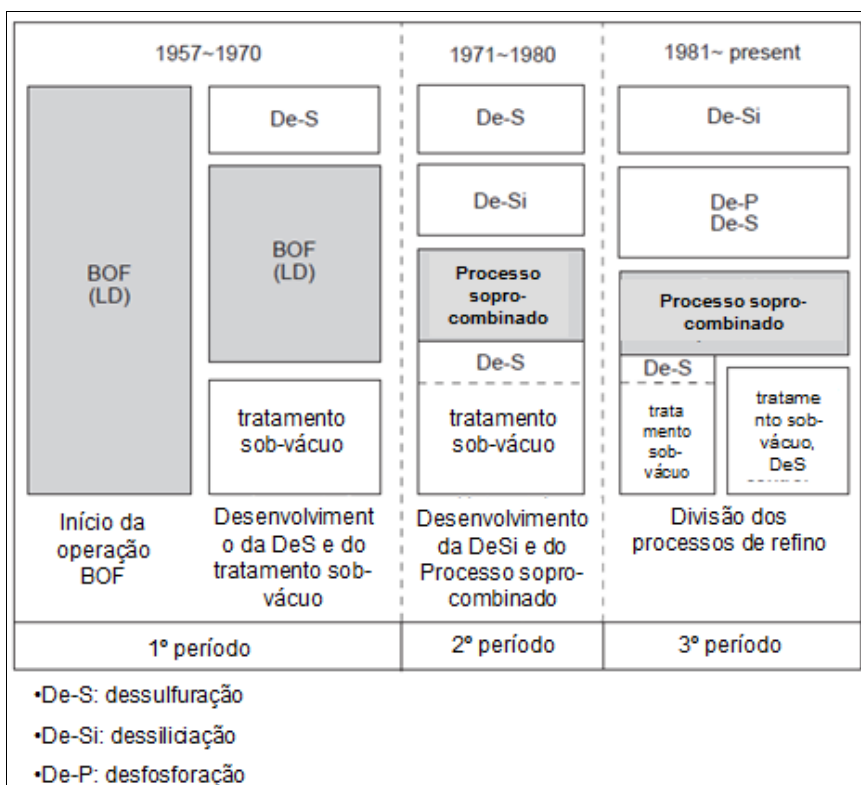 1957~1970
1971~1980
1981~ present
BOF
(LD)
De-S
BOF
(LD)
tratamento
sob-vácuo
De-S
De-Si
Processo
sopro-
combinado
De-S
tratamento
sob-vácuo
De-Si
De-P
De-S
Processo sopro-
combinado
De-S
trata
mento
sob-
vácuo
tratame
nto sob-
vácuo,
DeS
Início da
operação
BOF
Desenvolviment
o da DeS e do
tratamento sob-
vácuo
Desenvolvimento
da DeSi e do
Processo sopro-
combinado
Divisão dos
processos de refino
1º período
2º período
3º período
•De-S: dessulfuração
•De-Si: dessiliciação
•De-P: desfosforação